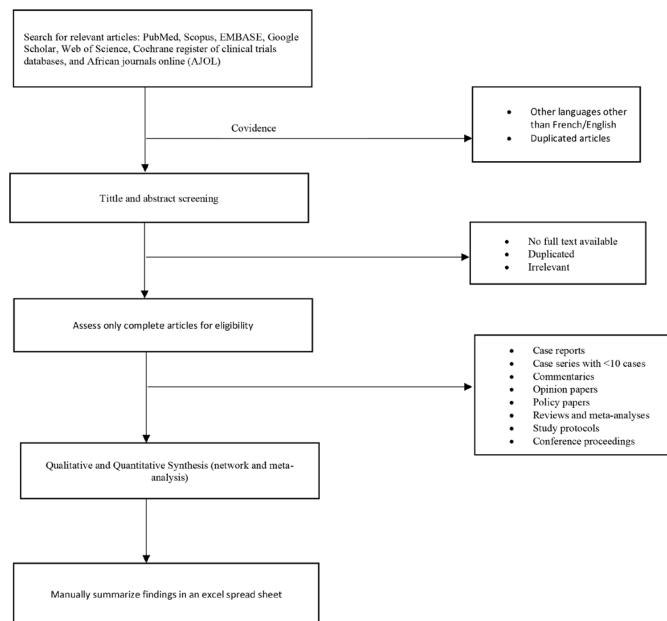 Search for relevant articles: PubMed, Scopus, EMBASE, Google
Scholar, Web of Science, Cochrane register of clinical trials
databases, and African journals online (AJOL)
Covidence
• Other languages other
than French/English
• Duplicated articles
Tittle and abstract screening
• No full text available
• Duplicated
• Irrelevant
Assess only complete articles for eligibility
• Case reports
• Case series with <10 cases
• Commentaries
• Opinion papers
• Policy papers
• Reviews and meta-analyses
• Study protocols
• Conference proceedings
Qualitative and Quantitative Synthesis (network and meta-
analysis)
Manually summarize findings in an excel spread sheet